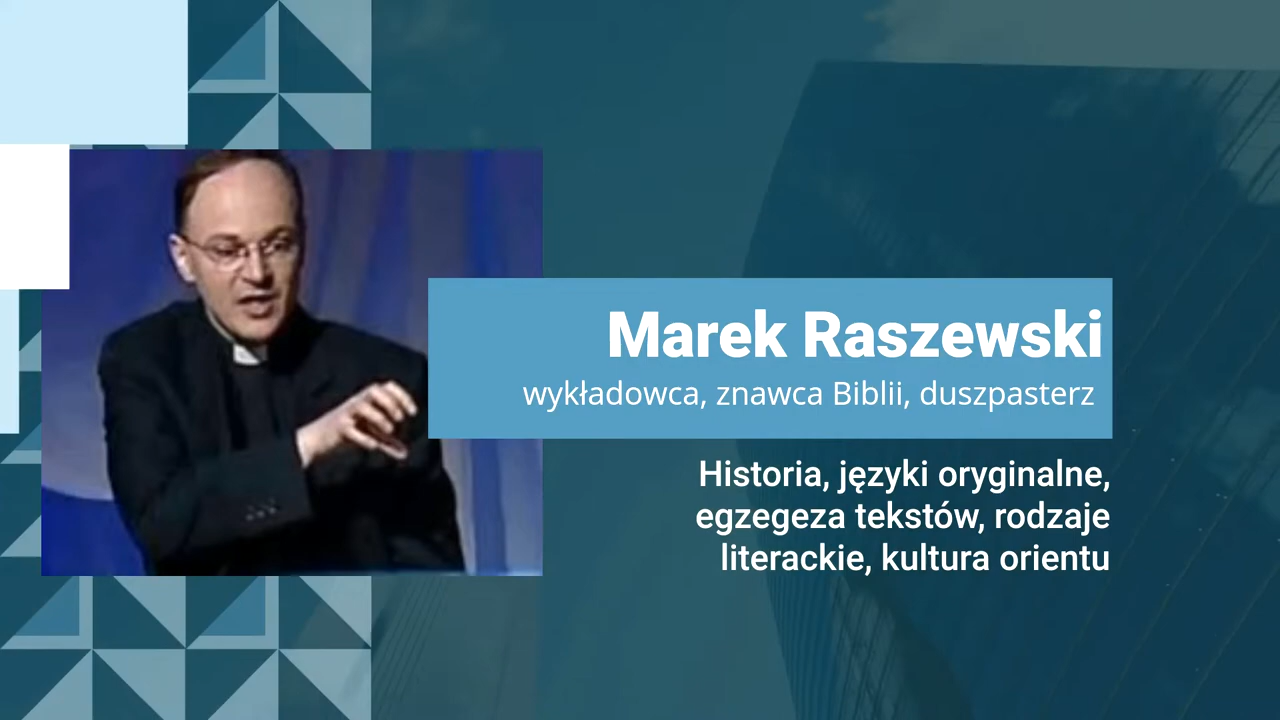 Marek Raszewski
wykładowca, znawca Biblii, duszpasterz
Historia, języki oryginalne,
egzegeza tekstów, rodzaje
literackie, kultura orientu